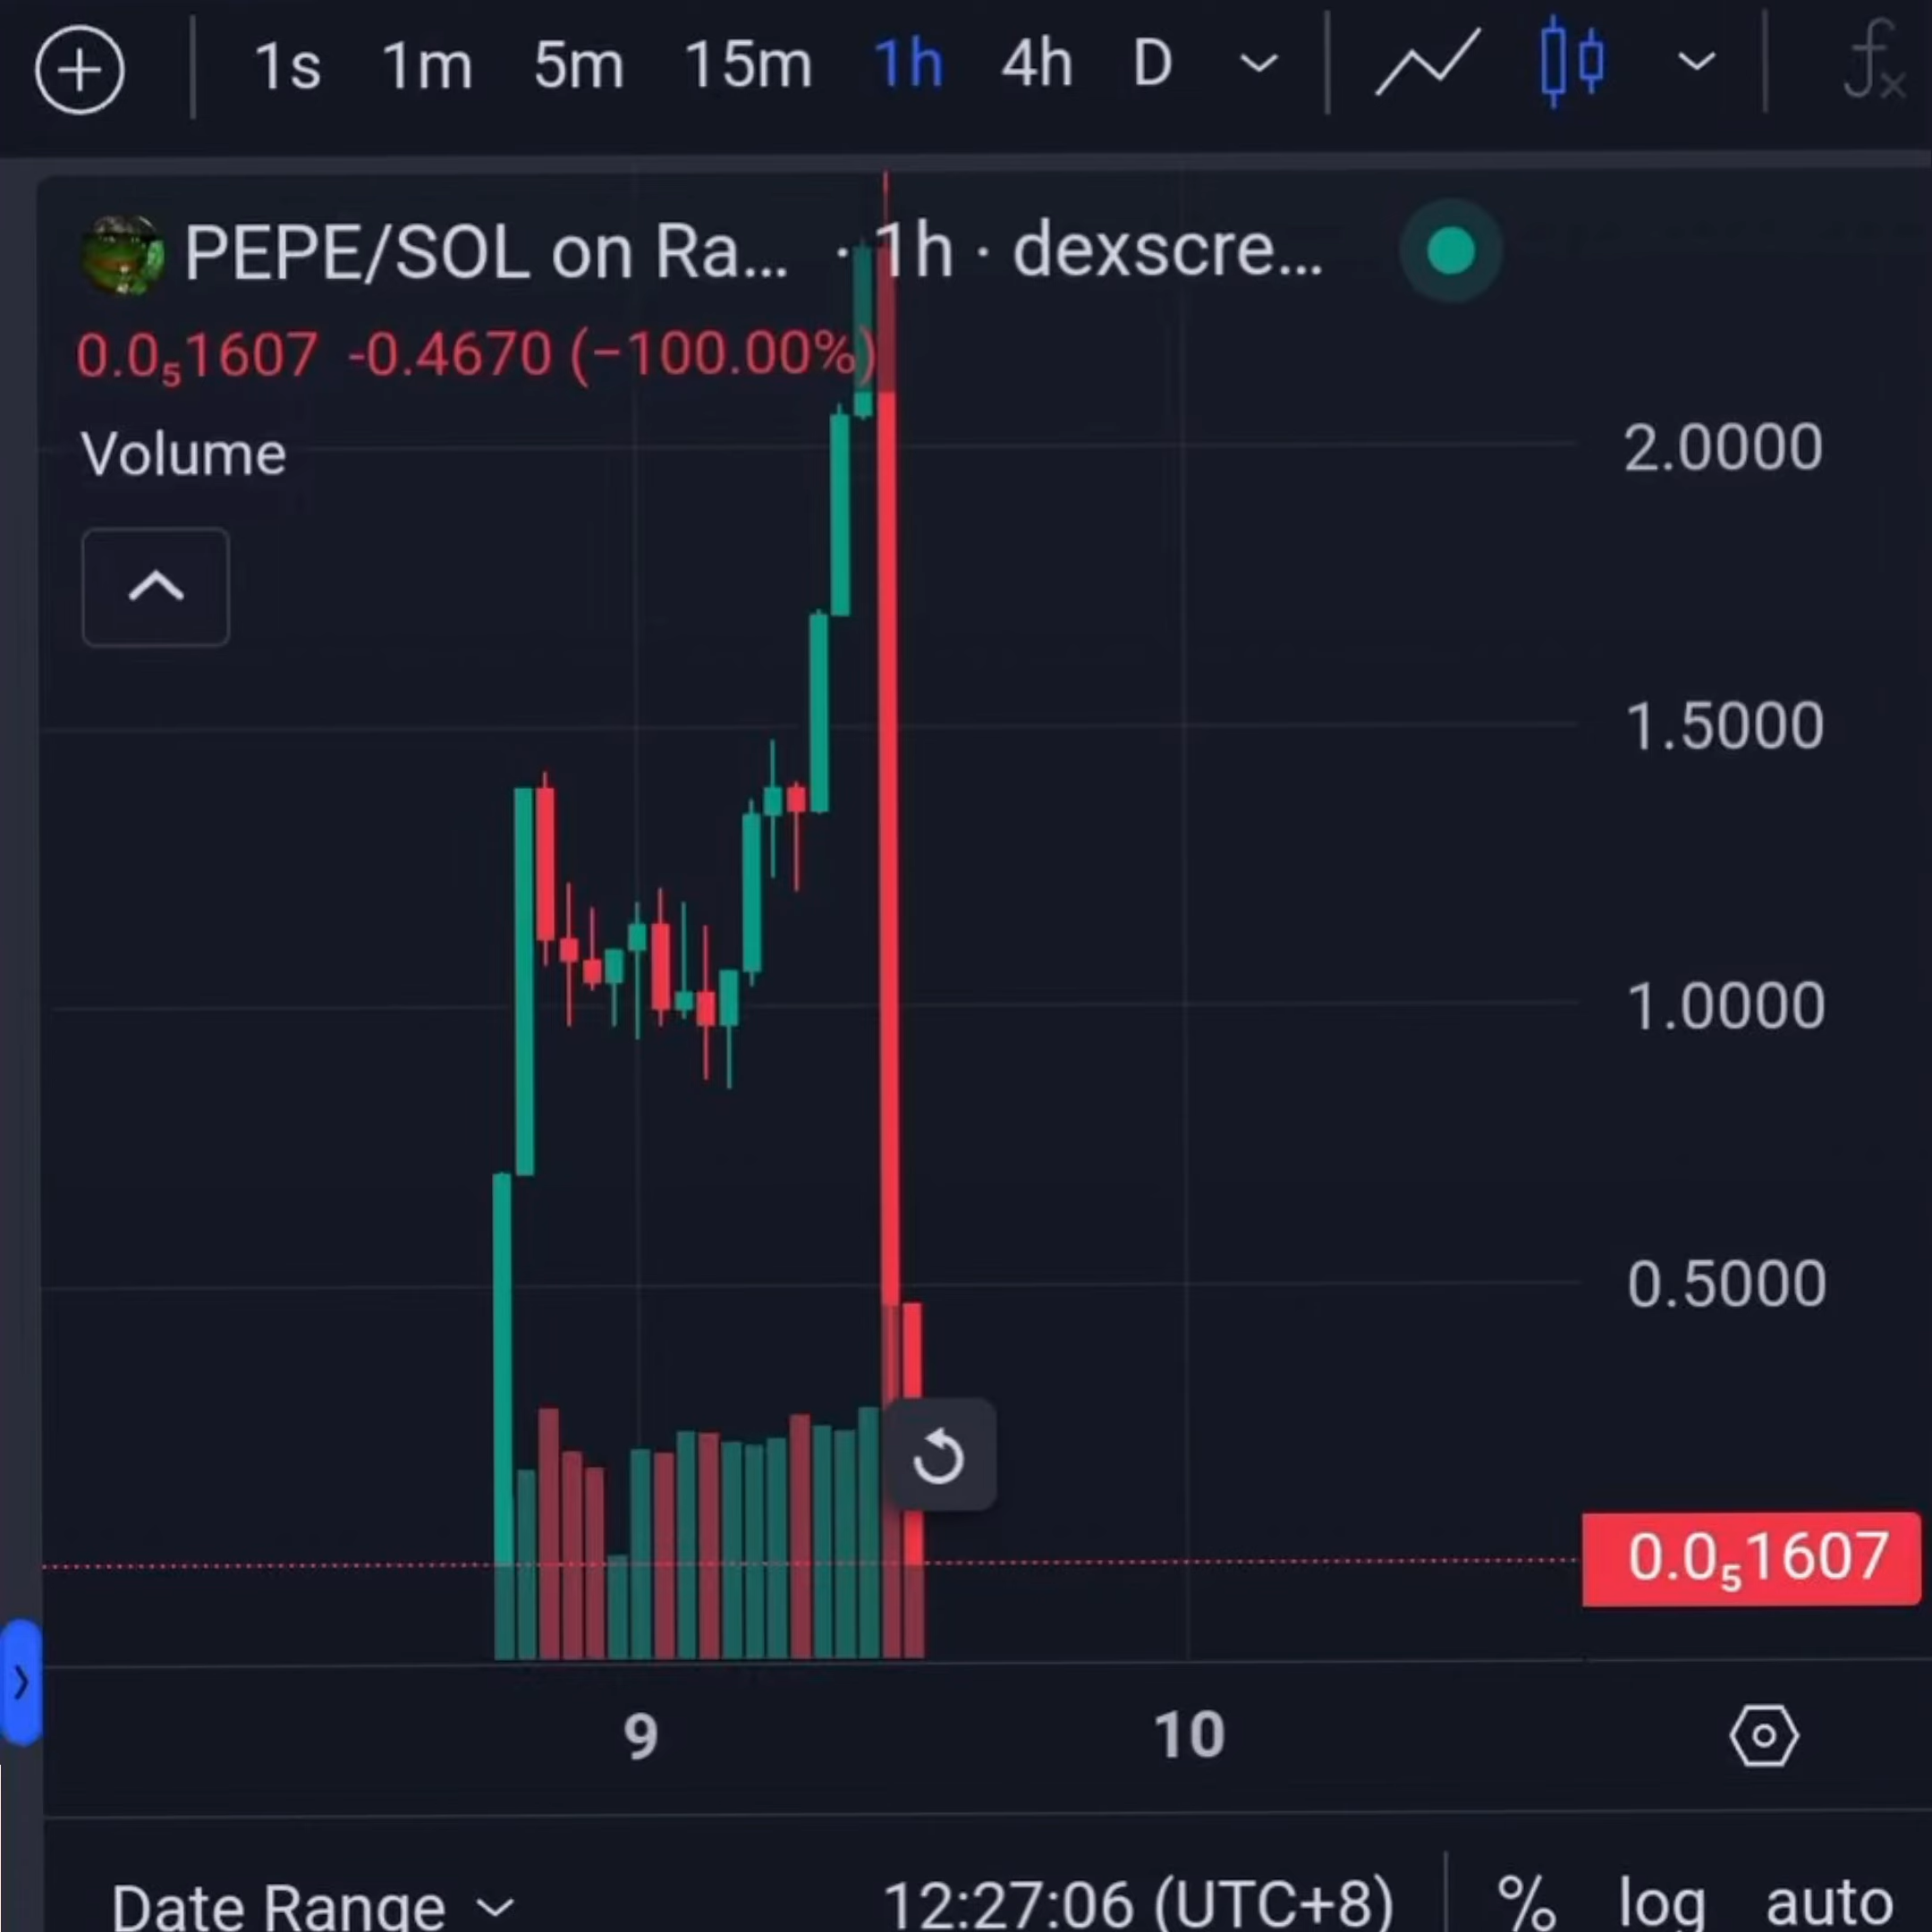 1s 1m 5m 15m 1h 4h D fx
PEPE/SOL on Ra... · 1h · dexscre...
0.0₅1607 -0.4670 (−100.00%)
Volume
2.0000
1.5000
1.0000
0.5000
0.0₅1607
9 10
Date Range 12:27:06 (UTC+8) % log auto